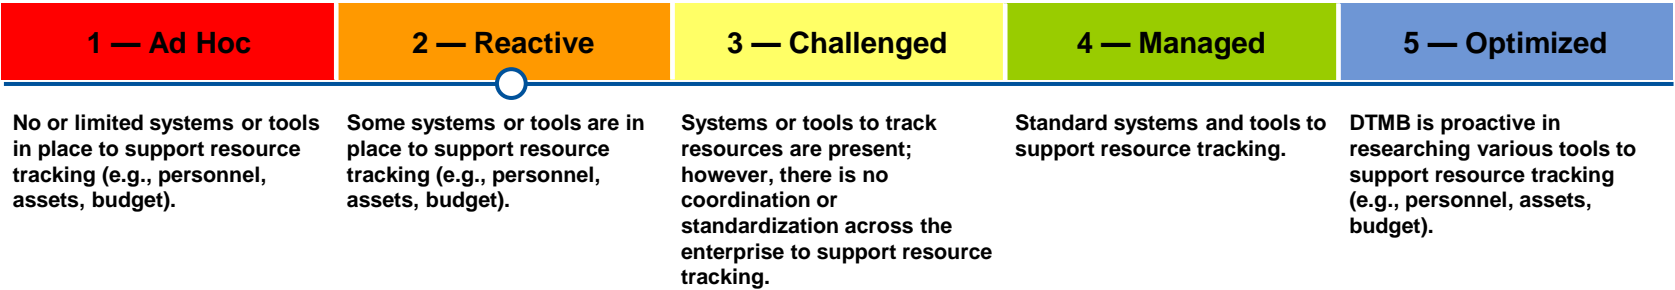 1 — Ad Hoc
2 — Reactive
3 — Challenged
4 — Managed
5 — Optimized
No or limited systems or tools
in place to support resource
tracking (e.g., personnel,
assets, budget).
Some systems or tools are in
place to support resource
tracking (e.g., personnel,
assets, budget).
Systems or tools to track
resources are present;
however, there is no
coordination or
standardization across the
enterprise to support resource
tracking.
Standard systems and tools to
support resource tracking.
DTMB is proactive in
researching various tools to
support resource tracking
(e.g., personnel, assets,
budget).